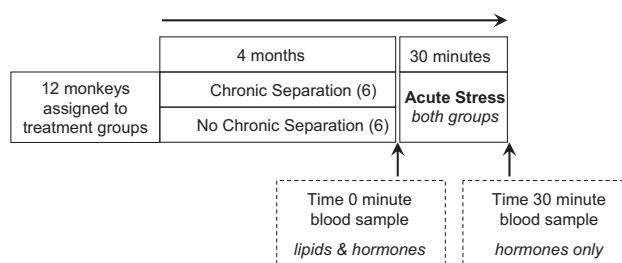 4 months
30 minutes
12 monkeys
assigned to
treatment groups
Chronic Separation (6)
No Chronic Separation (6)
Acute Stress
both groups
Time 0 minute
blood sample
lipids & hormones
Time 30 minute
blood sample
hormones only